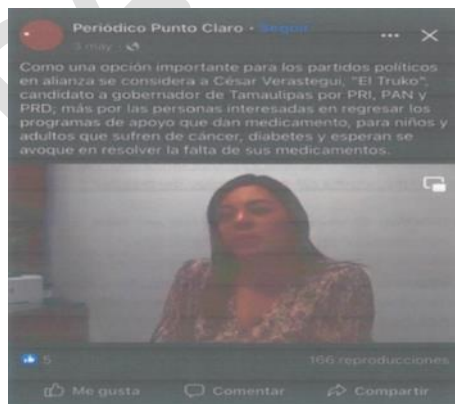 Periódico Punto Claro · Seguir
3 may ·
Como una opción importante para los partidos políticos
en alianza se considera a César Verastegui, "El Truko",
candidato a gobernador de Tamaulipas por PRI, PAN y
PRD; más por las personas interesadas en regresar los
programas de apoyo que dan medicamento, para niños y
adultos que sufren de cáncer, diabetes y esperan se
avoque en resolver la falta de sus medicamentos.
5
166 reproducciones
Me gusta
Comentar
Compartir